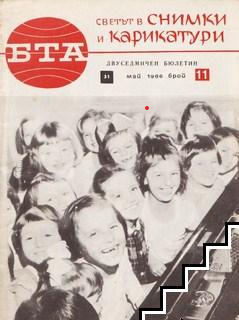 СВЕТЪТ В СНИМКИ
И КАРИКАТУРИ
БТА
ДВУСЕДМИЧЕН БЮЛЕТИН
31 МАЙ 1966 БРОЙ 11